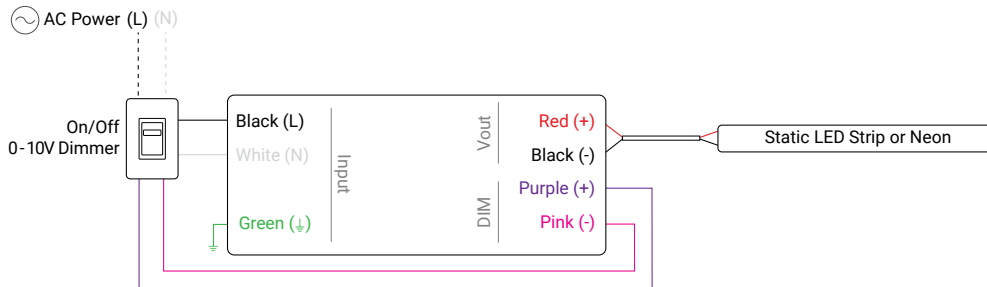 AC Power (L) (N)
On/Off
0-10V Dimmer
Black (L)
White (N)
Green (⏚)
Input
Vout
DIM
Red (+)
Black (-)
Purple (+)
Pink (-)
Static LED Strip or Neon